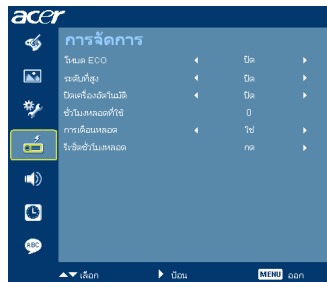 acer
การจัดการ
โหมด ECO ปิด
ระดับที่สูง ปิด
ปิดเครื่องอัตโนมัติ ปิด
ชั่วโมงหลอดที่ใช้ 0
การเตือนหลอด ใช่
รีเซ็ตชั่วโมงหลอด กด
ABC
เลือก ป้อน MENU ออก